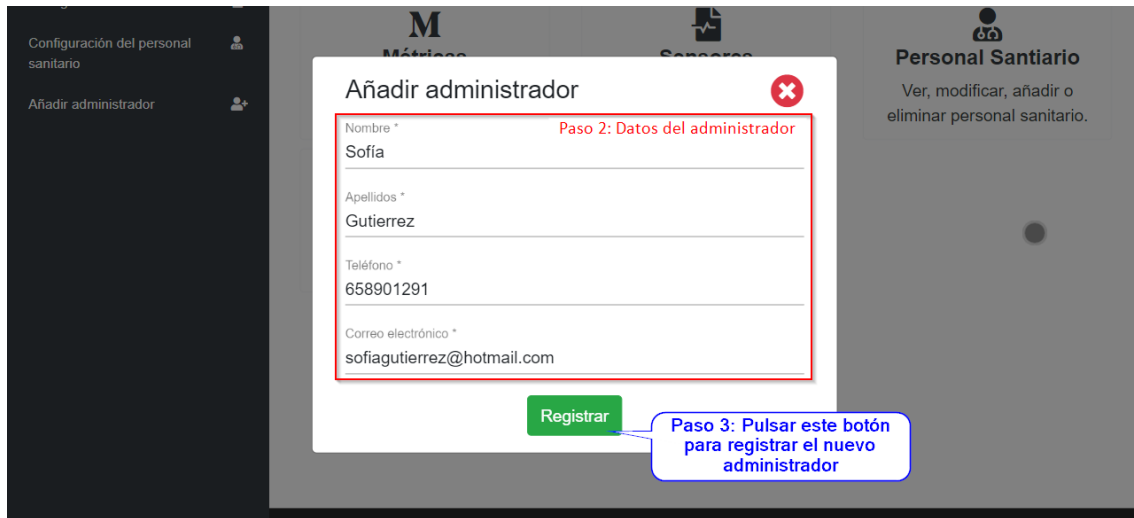 Configuración del personal
sanitario
Añadir administrador
M
Métricas
Sensores
Personal Santiario
Ver, modificar, añadir o
eliminar personal sanitario.
Añadir administrador
Nombre *
Paso 2: Datos del administrador
Sofía
Apellidos *
Gutierrez
Teléfono *
658901291
Correo electrónico *
sofiagutierrez@hotmail.com
Registrar
Paso 3: Pulsar este botón
para registrar el nuevo
administrador